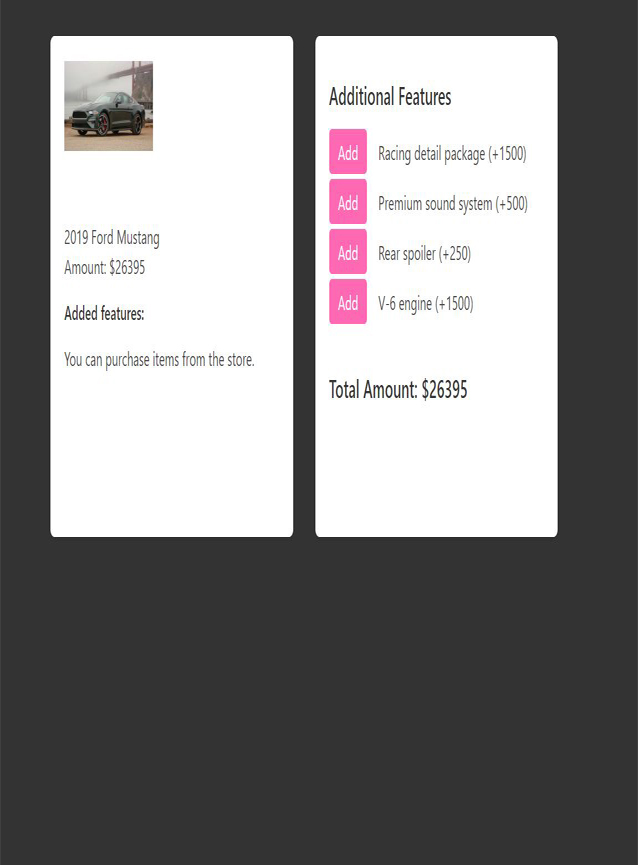 2019 Ford Mustang
Amount: $26395
Added features:
You can purchase items from the store.
Additional Features
Add Racing detail package (+1500)
Add Premium sound system (+500)
Add Rear spoiler (+250)
Add V-6 engine (+1500)
Total Amount: $26395